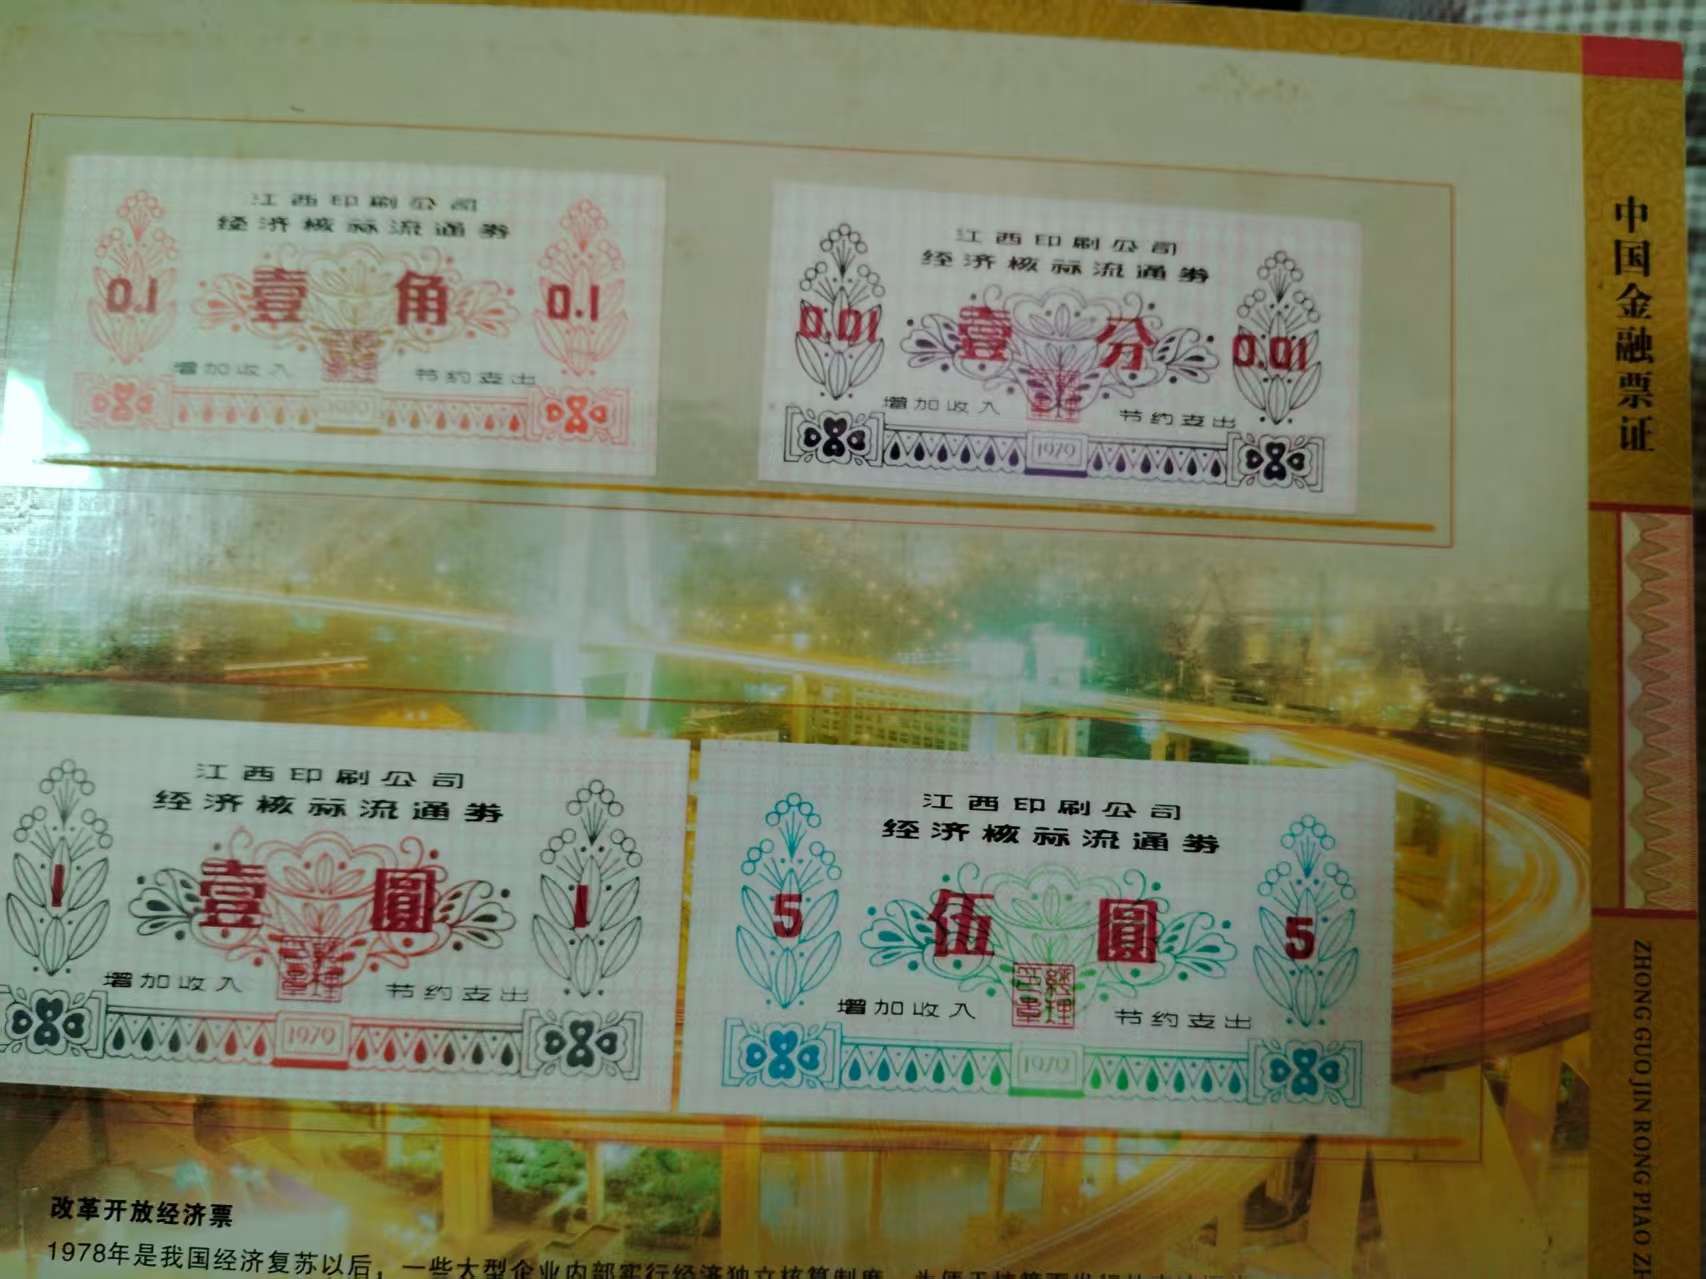 江西印刷公司
经济核祘流通券
0.1 壹角 0.1
增加收入 节约支出
江西印刷公司
经济核祘流通券
0.01 壹分 0.01
增加收入 节约支出
1979
江西印刷公司
经济核祘流通券
1 壹圓 1
增加收入 节约支出
1979
江西印刷公司
经济核祘流通券
5 伍圓 5
增加收入 节约支出
1979
改革开放经济票
1978年是我国经济复苏以后，一些大型企业内部实行经济独立核算制度
中国金融票证
ZHONG GUO JIN RONG PIAO